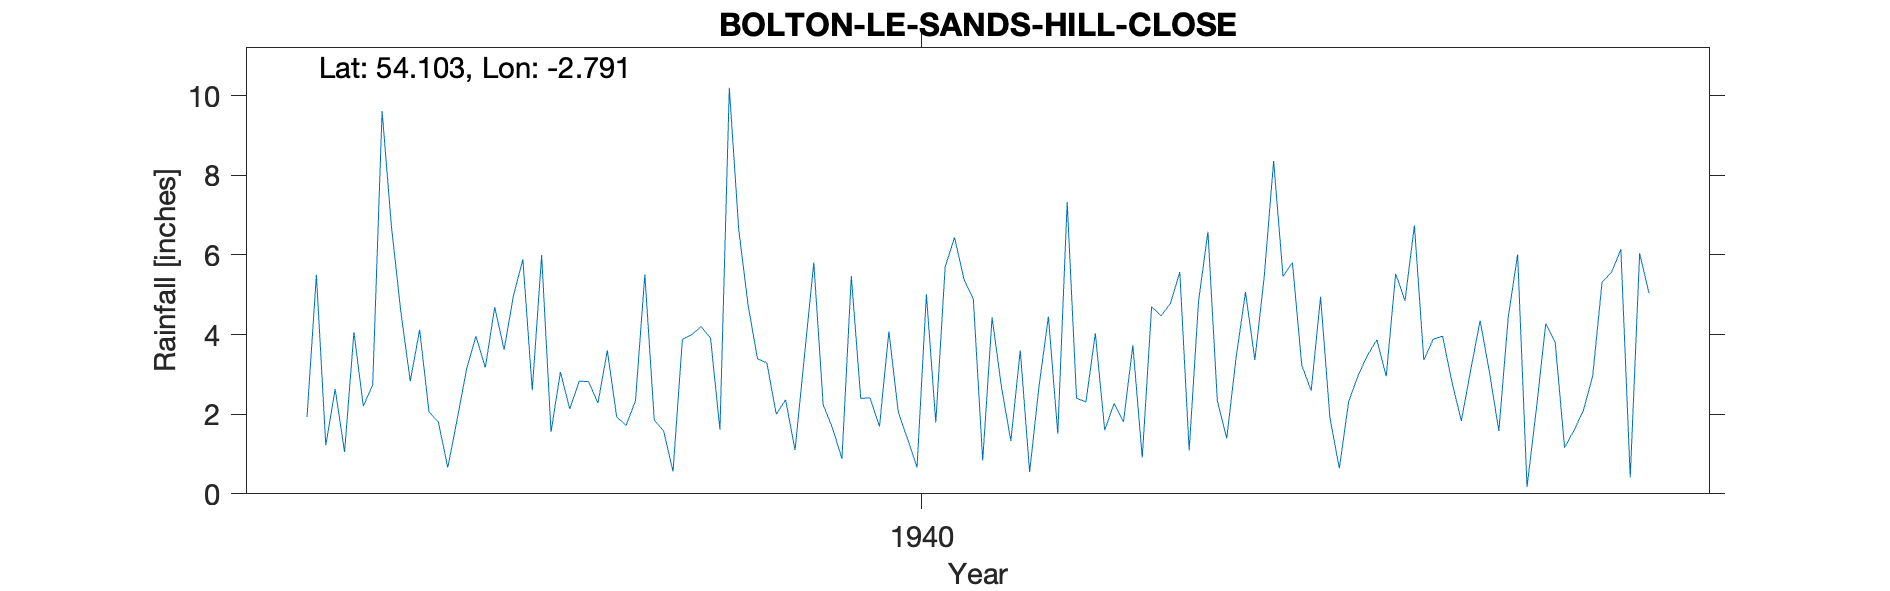 BOLTON-LE-SANDS-HILL-CLOSE
Lat: 54.103, Lon: -2.791
10
8
6
4
2
0
Rainfall [inches]
1940
Year